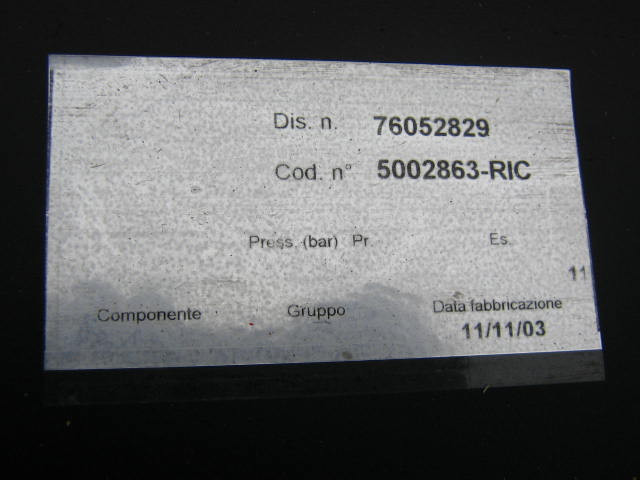 Dis. n. 76052829
Cod. n° 5002863-RIC
Press. (bar) Pr. Es.
11
Componente Gruppo Data fabbricazione
11/11/03